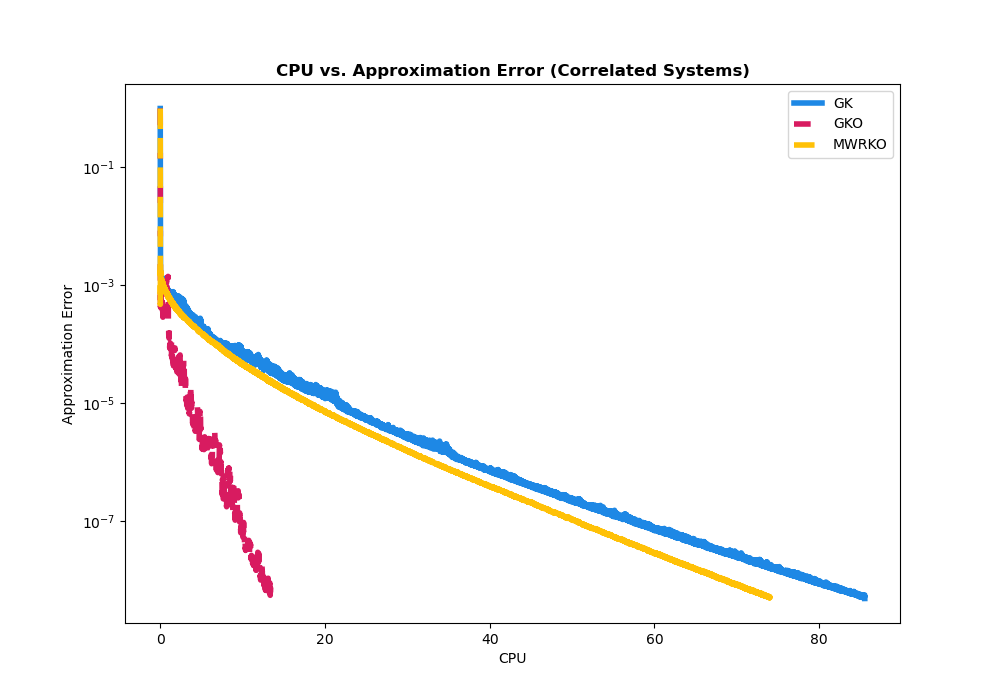 CPU vs. Approximation Error (Correlated Systems)
GK
GKO
MWRKO
10⁻¹
10⁻³
10⁻⁵
10⁻⁷
Approximation Error
0 20 40 60 80
CPU